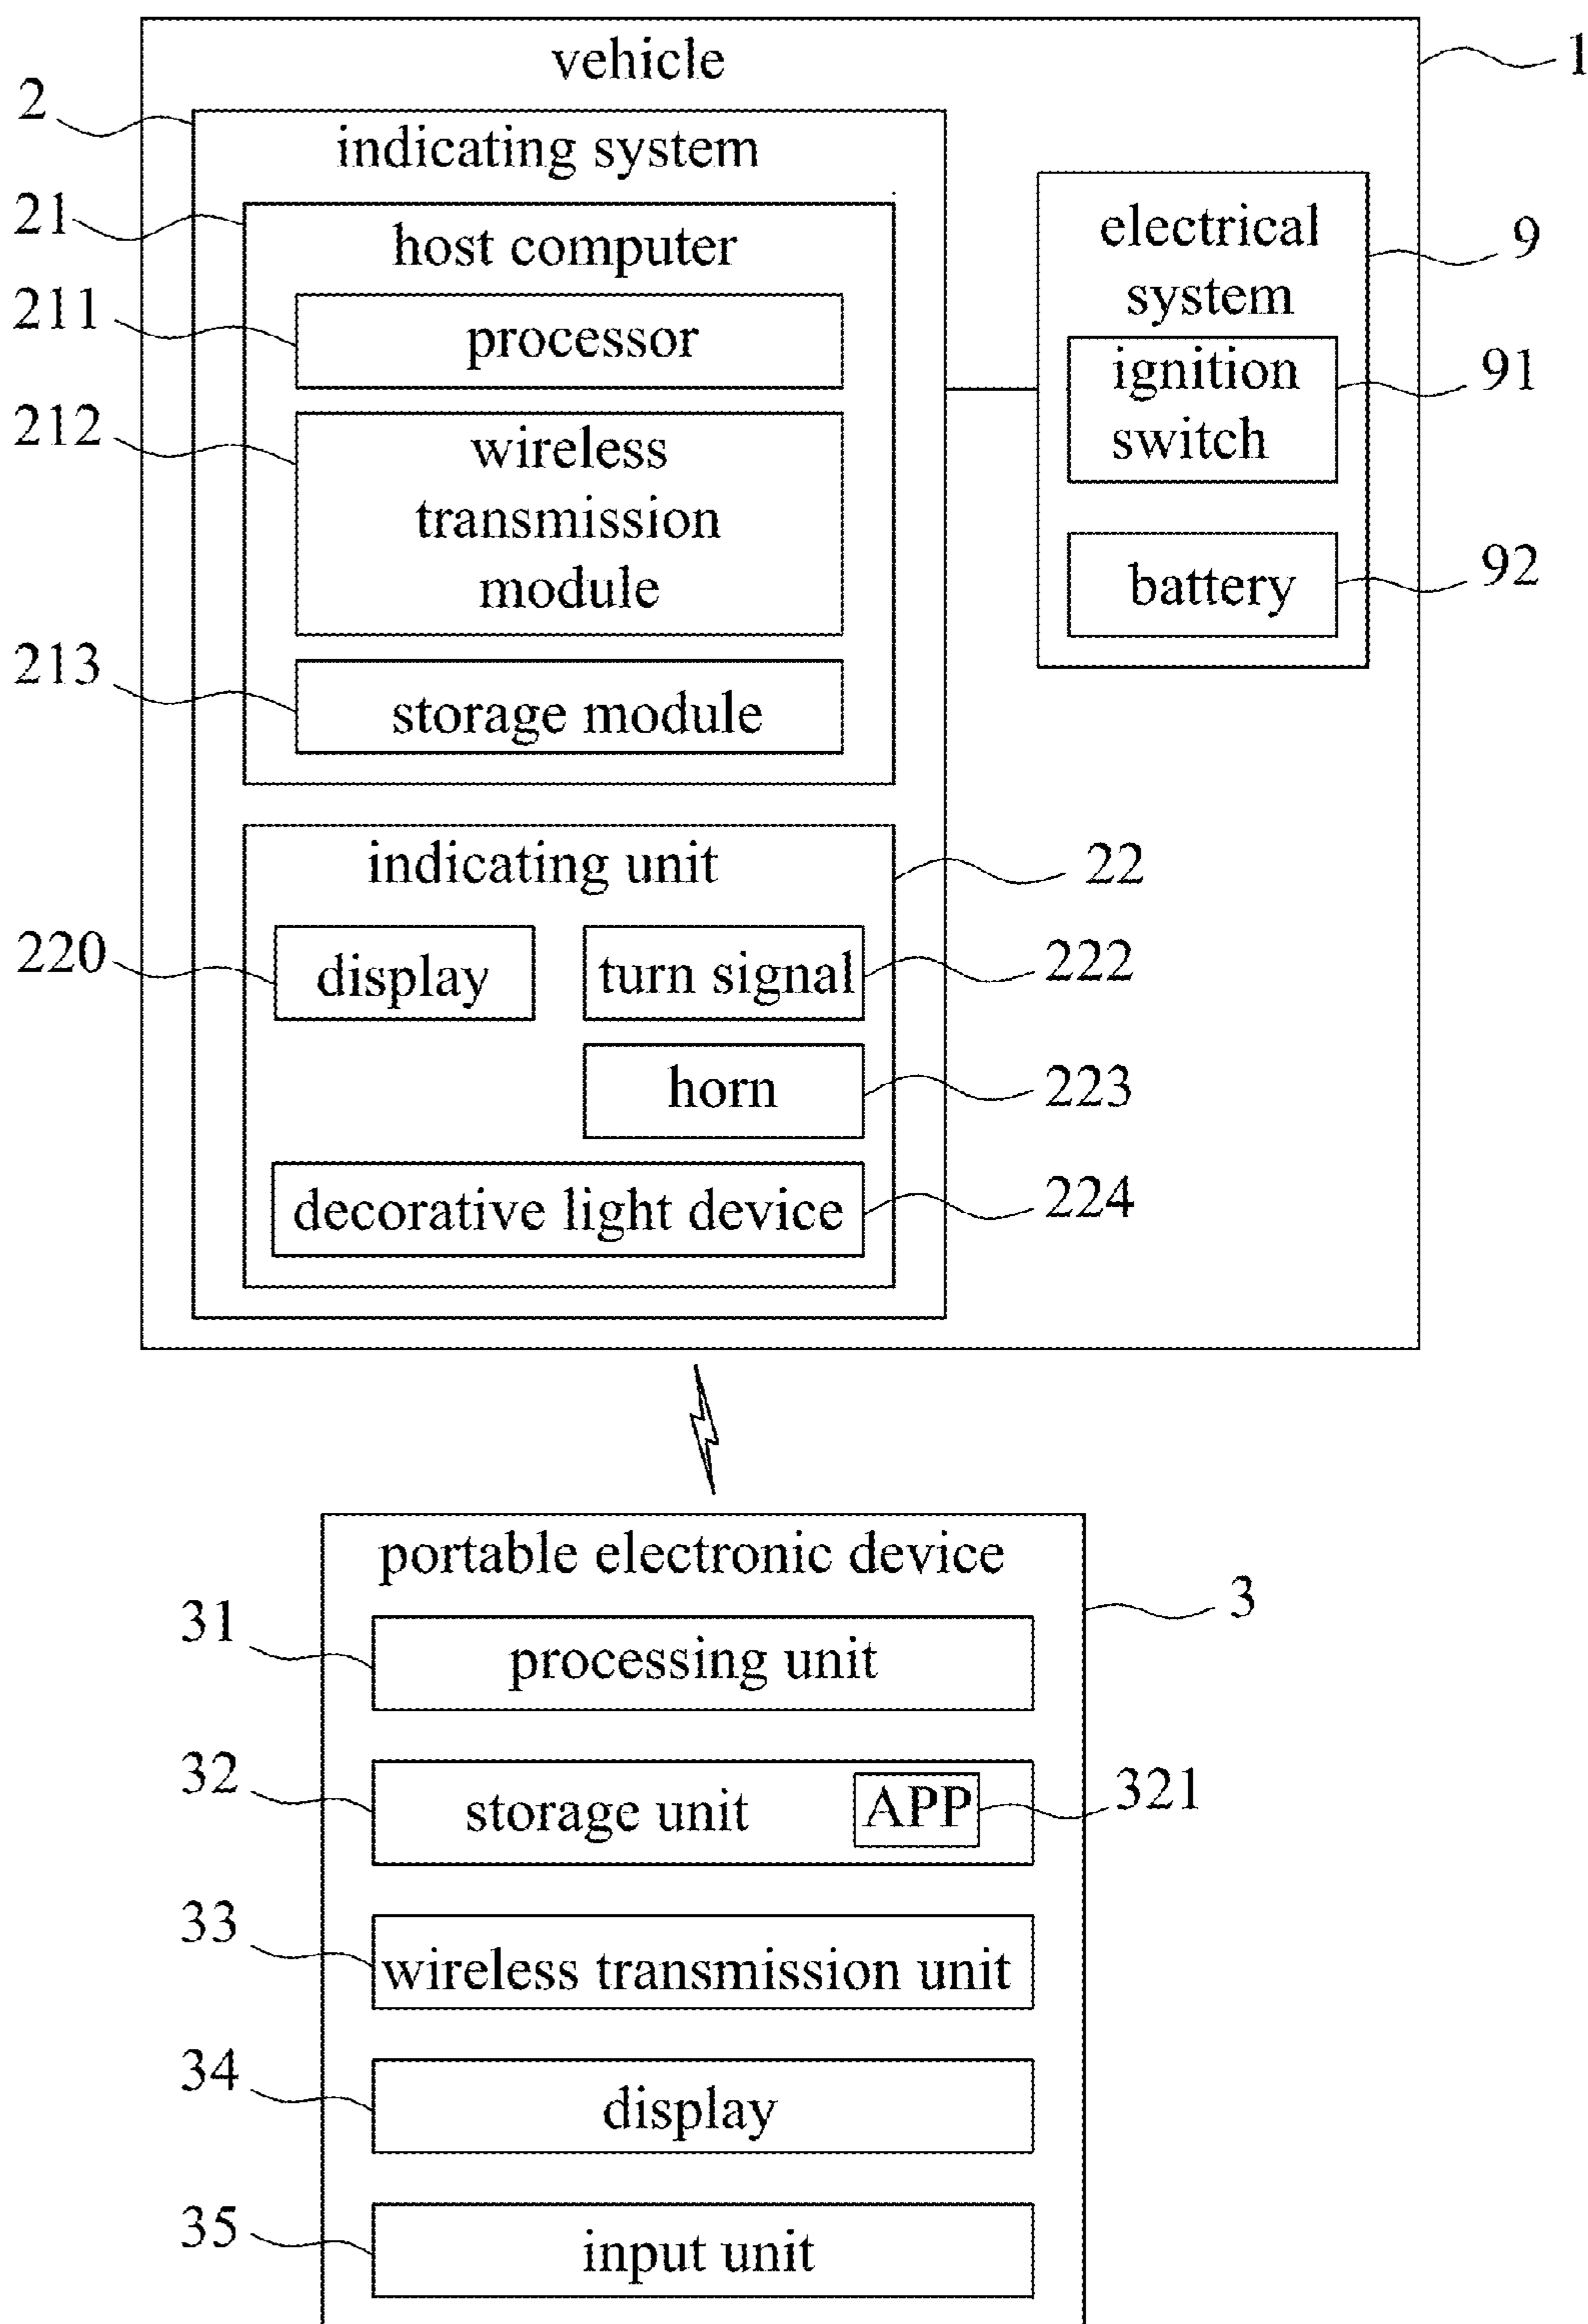 vehicle
1
2
indicating system
21
host computer
electrical
system
9
211
processor
ignition
switch
91
212
wireless
transmission
module
battery
92
213
storage module
indicating unit
22
220
display
turn signal
222
horn
223
decorative light device
224
portable electronic device
3
31
processing unit
32
storage unit
APP
321
33
wireless transmission unit
34
display
35
input unit